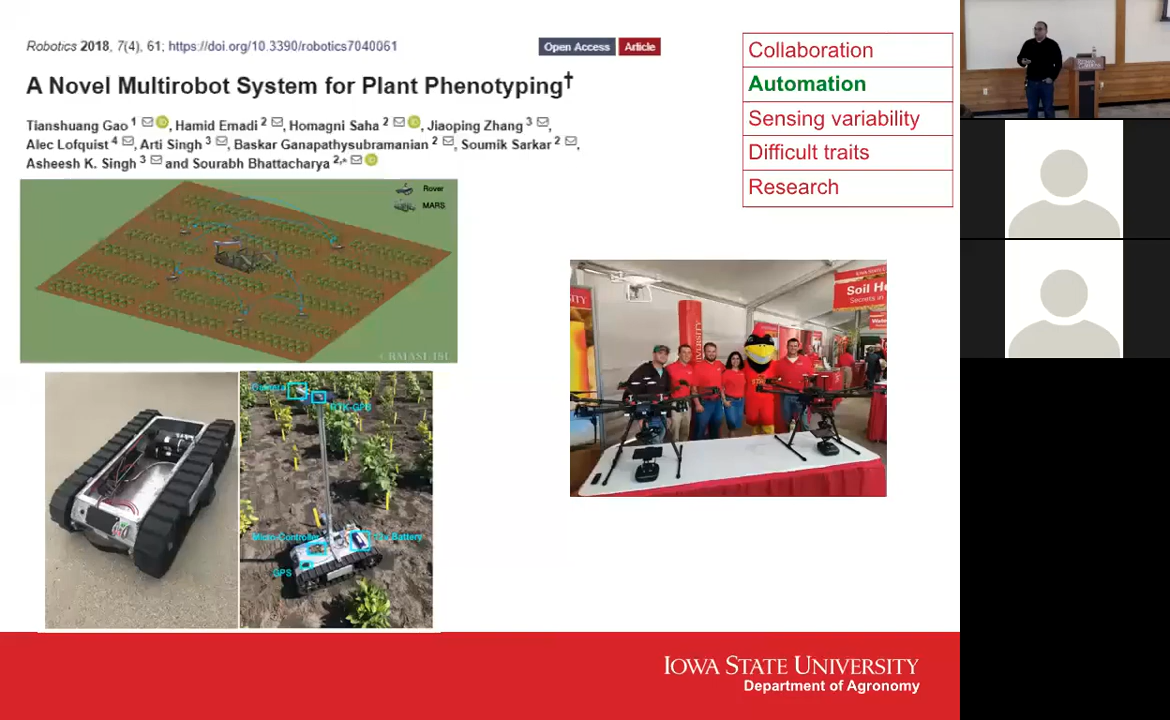 Robotics 2018, 7(4), 61; https://doi.org/10.3390/robotics7040061
Open Access Article
A Novel Multirobot System for Plant Phenotyping†
Tianshuang Gao 1, Hamid Emadi 2, Homagni Saha 2, Jiaoping Zhang 3,
Alec Lofquist 4, Arti Singh 3, Baskar Ganapathysubramanian 2, Soumik Sarkar 2,
Asheesh K. Singh 3 and Sourabh Bhattacharya 2,*
Rover
MARS
Camera
RTK-GPS
Micro-Controller
Battery
GPS
Collaboration
Automation
Sensing variability
Difficult traits
Research
IOWA STATE UNIVERSITY
Department of Agronomy